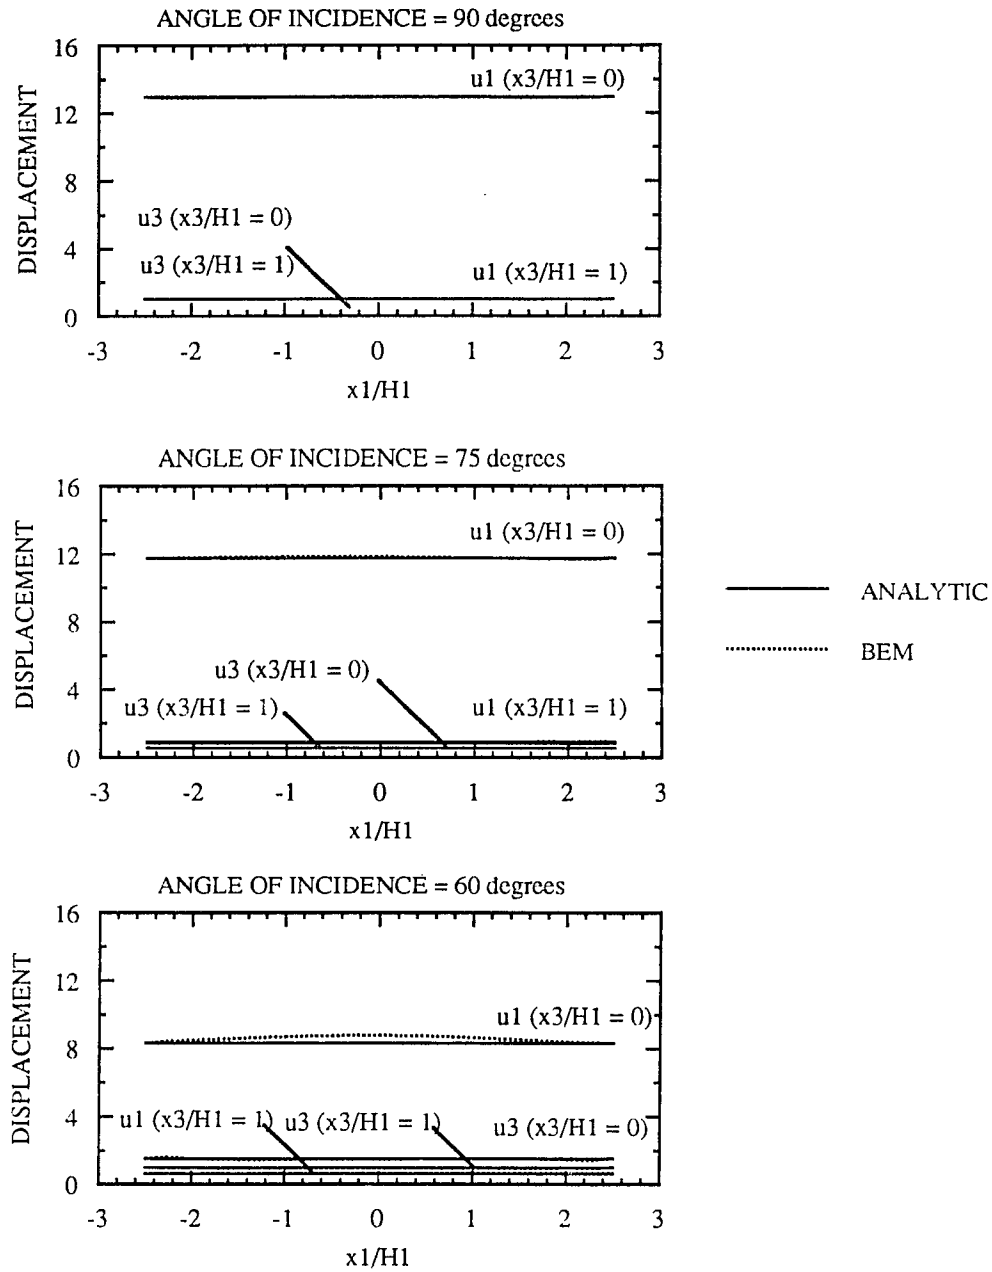 ANGLE OF INCIDENCE = 90 degrees
16
12
8
4
0
DISPLACEMENT
u1 (x3/H1 = 0)
u3 (x3/H1 = 0)
u3 (x3/H1 = 1)
u1 (x3/H1 = 1)
-3 -2 -1 0 1 2 3
x1/H1
ANGLE OF INCIDENCE = 75 degrees
16
12
8
4
0
DISPLACEMENT
u1 (x3/H1 = 0)
u3 (x3/H1 = 0)
u3 (x3/H1 = 1)
u1 (x3/H1 = 1)
-3 -2 -1 0 1 2 3
x1/H1
ANALYTIC
BEM
ANGLE OF INCIDENCE = 60 degrees
16
12
8
4
0
DISPLACEMENT
u1 (x3/H1 = 0)
u1 (x3/H1 = 1) u3 (x3/H1 = 1) u3 (x3/H1 = 0)
-3 -2 -1 0 1 2 3
x1/H1